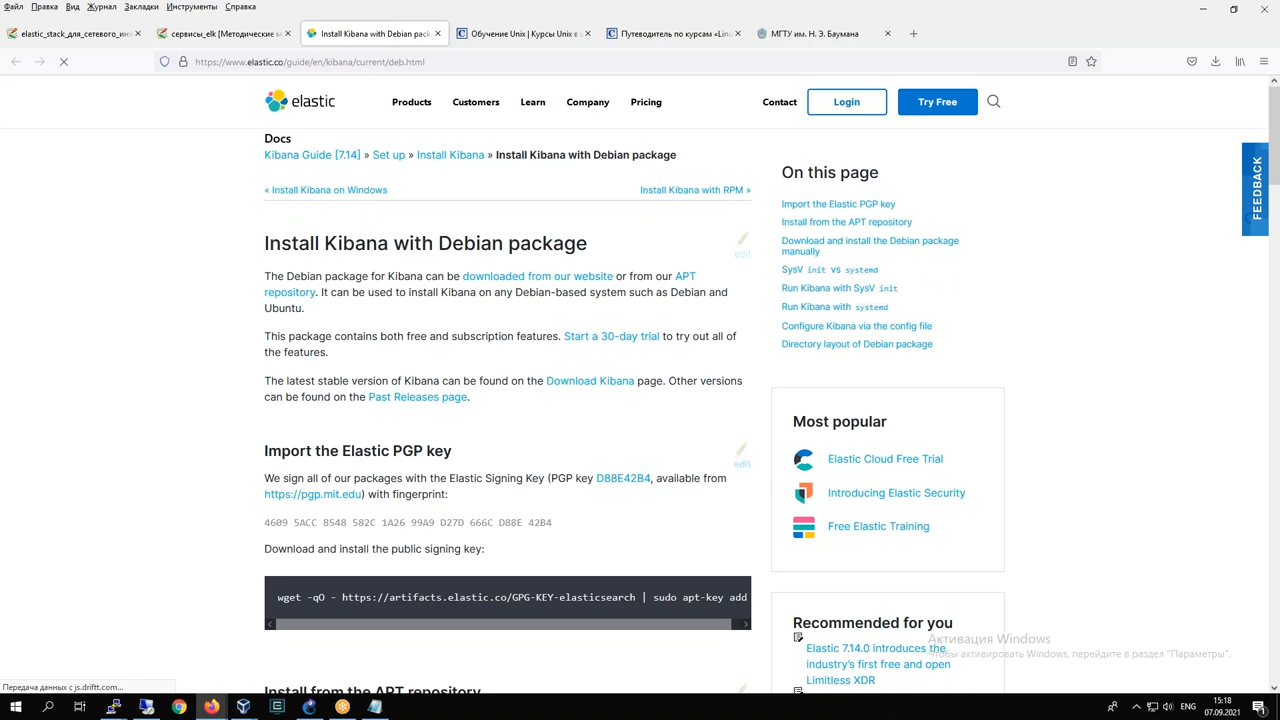 Файл Правка Вид Журнал Закладки Инструменты Справка
elastic_stack_для_сетевого_ин
сервисы_elk [Методические м
Install Kibana with Debian pack
Обучение Unix | Курсы Unix в
Путеводитель по курсам «Linu
МГТУ им. Н. Э. Баумана
https://www.elastic.co/guide/en/kibana/current/deb.html
elastic
Products Customers Learn Company Pricing
Contact Login Try Free
Docs
Kibana Guide [7.14] » Set up » Install Kibana » Install Kibana with Debian package
« Install Kibana on Windows
Install Kibana with RPM »
Install Kibana with Debian package
edit
The Debian package for Kibana can be downloaded from our website or from our APT
repository. It can be used to install Kibana on any Debian-based system such as Debian and
Ubuntu.
This package contains both free and subscription features. Start a 30-day trial to try out all of
the features.
The latest stable version of Kibana can be found on the Download Kibana page. Other versions
can be found on the Past Releases page.
Import the Elastic PGP key
edit
We sign all of our packages with the Elastic Signing Key (PGP key D88E42B4, available from
https://pgp.mit.edu) with fingerprint:
4609 5ACC 8548 582C 1A26 99A9 D27D 666C D88E 42B4
Download and install the public signing key:
wget -qO - https://artifacts.elastic.co/GPG-KEY-elasticsearch | sudo apt-key add
Install from the APT repository
On this page
Import the Elastic PGP key
Install from the APT repository
Download and install the Debian package
manually
SysV init vs systemd
Run Kibana with SysV init
Run Kibana with systemd
Configure Kibana via the config file
Directory layout of Debian package
Most popular
Elastic Cloud Free Trial
Introducing Elastic Security
Free Elastic Training
Recommended for you
Elastic 7.14.0 introduces the
industry's first free and open
Limitless XDR
FEEDBACK
Активация Windows
Чтобы активировать Windows, перейдите в раздел "Параметры".
Передача данных с js.driftt.com...
ENG
15:18
07.09.2021